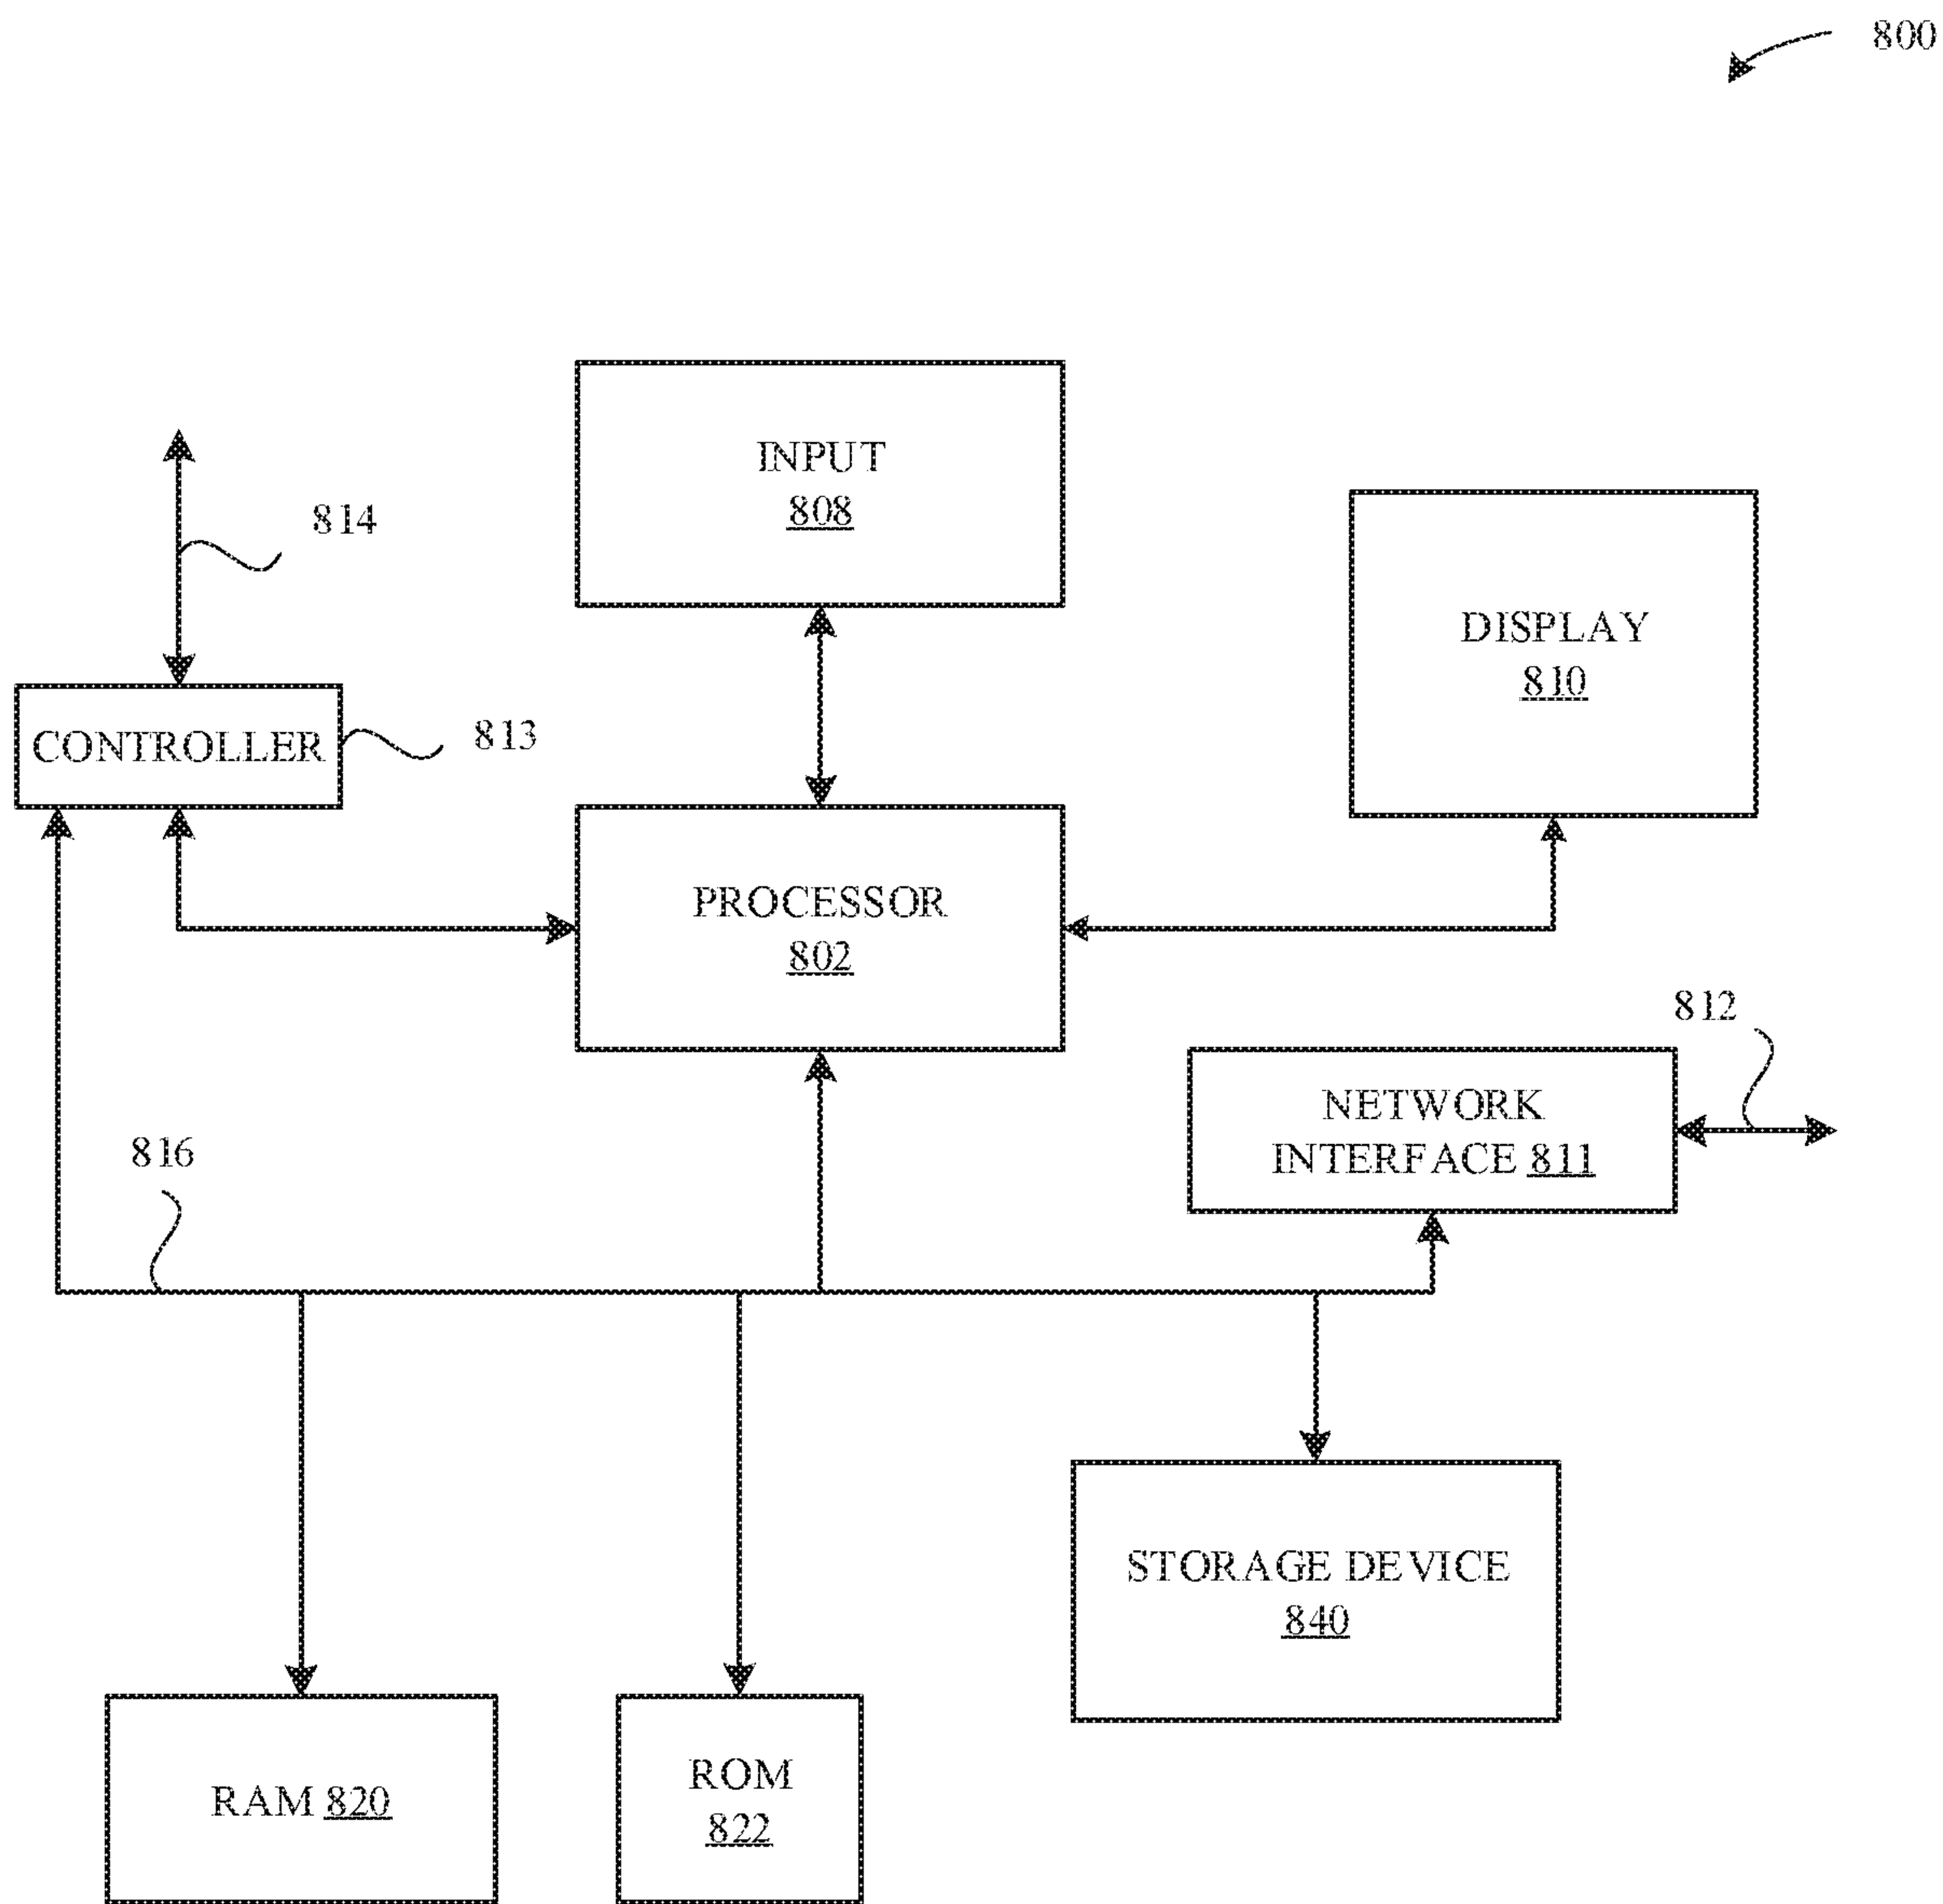 800
INPUT
808
814
DISPLAY
810
CONTROLLER
813
PROCESSOR
802
812
NETWORK
INTERFACE 811
816
STORAGE DEVICE
840
RAM 820
ROM
822